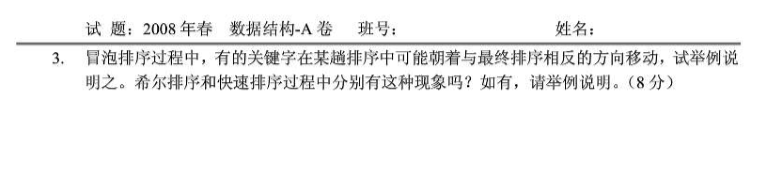 试 题：2008 年春 数据结构-A 卷 班号： 姓名：
3. 冒泡排序过程中，有的关键字在某趟排序中可能朝着与最终排序相反的方向移动，试举例说
明之。希尔排序和快速排序过程中分别有这种现象吗？如有，请举例说明。（8 分）